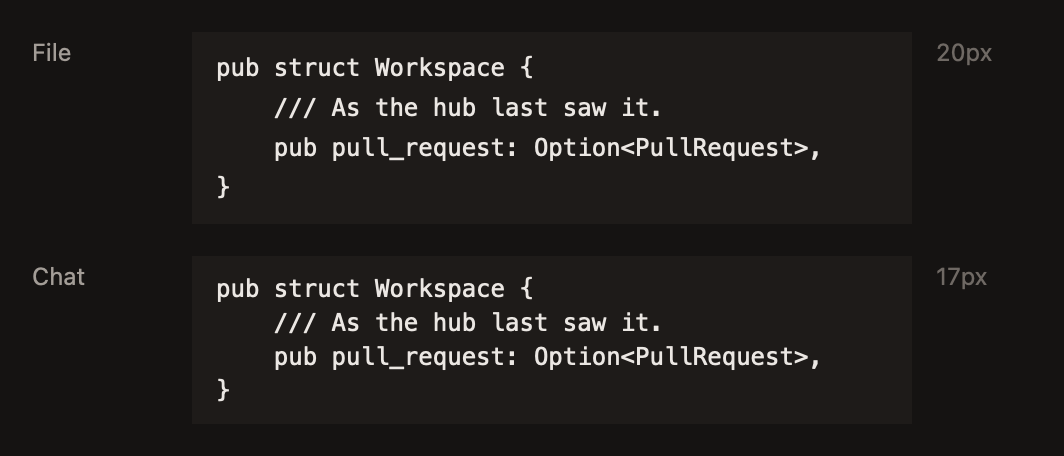 File
pub struct Workspace {
    /// As the hub last saw it.
    pub pull_request: Option<PullRequest>,
}
20px
Chat
pub struct Workspace {
    /// As the hub last saw it.
    pub pull_request: Option<PullRequest>,
}
17px